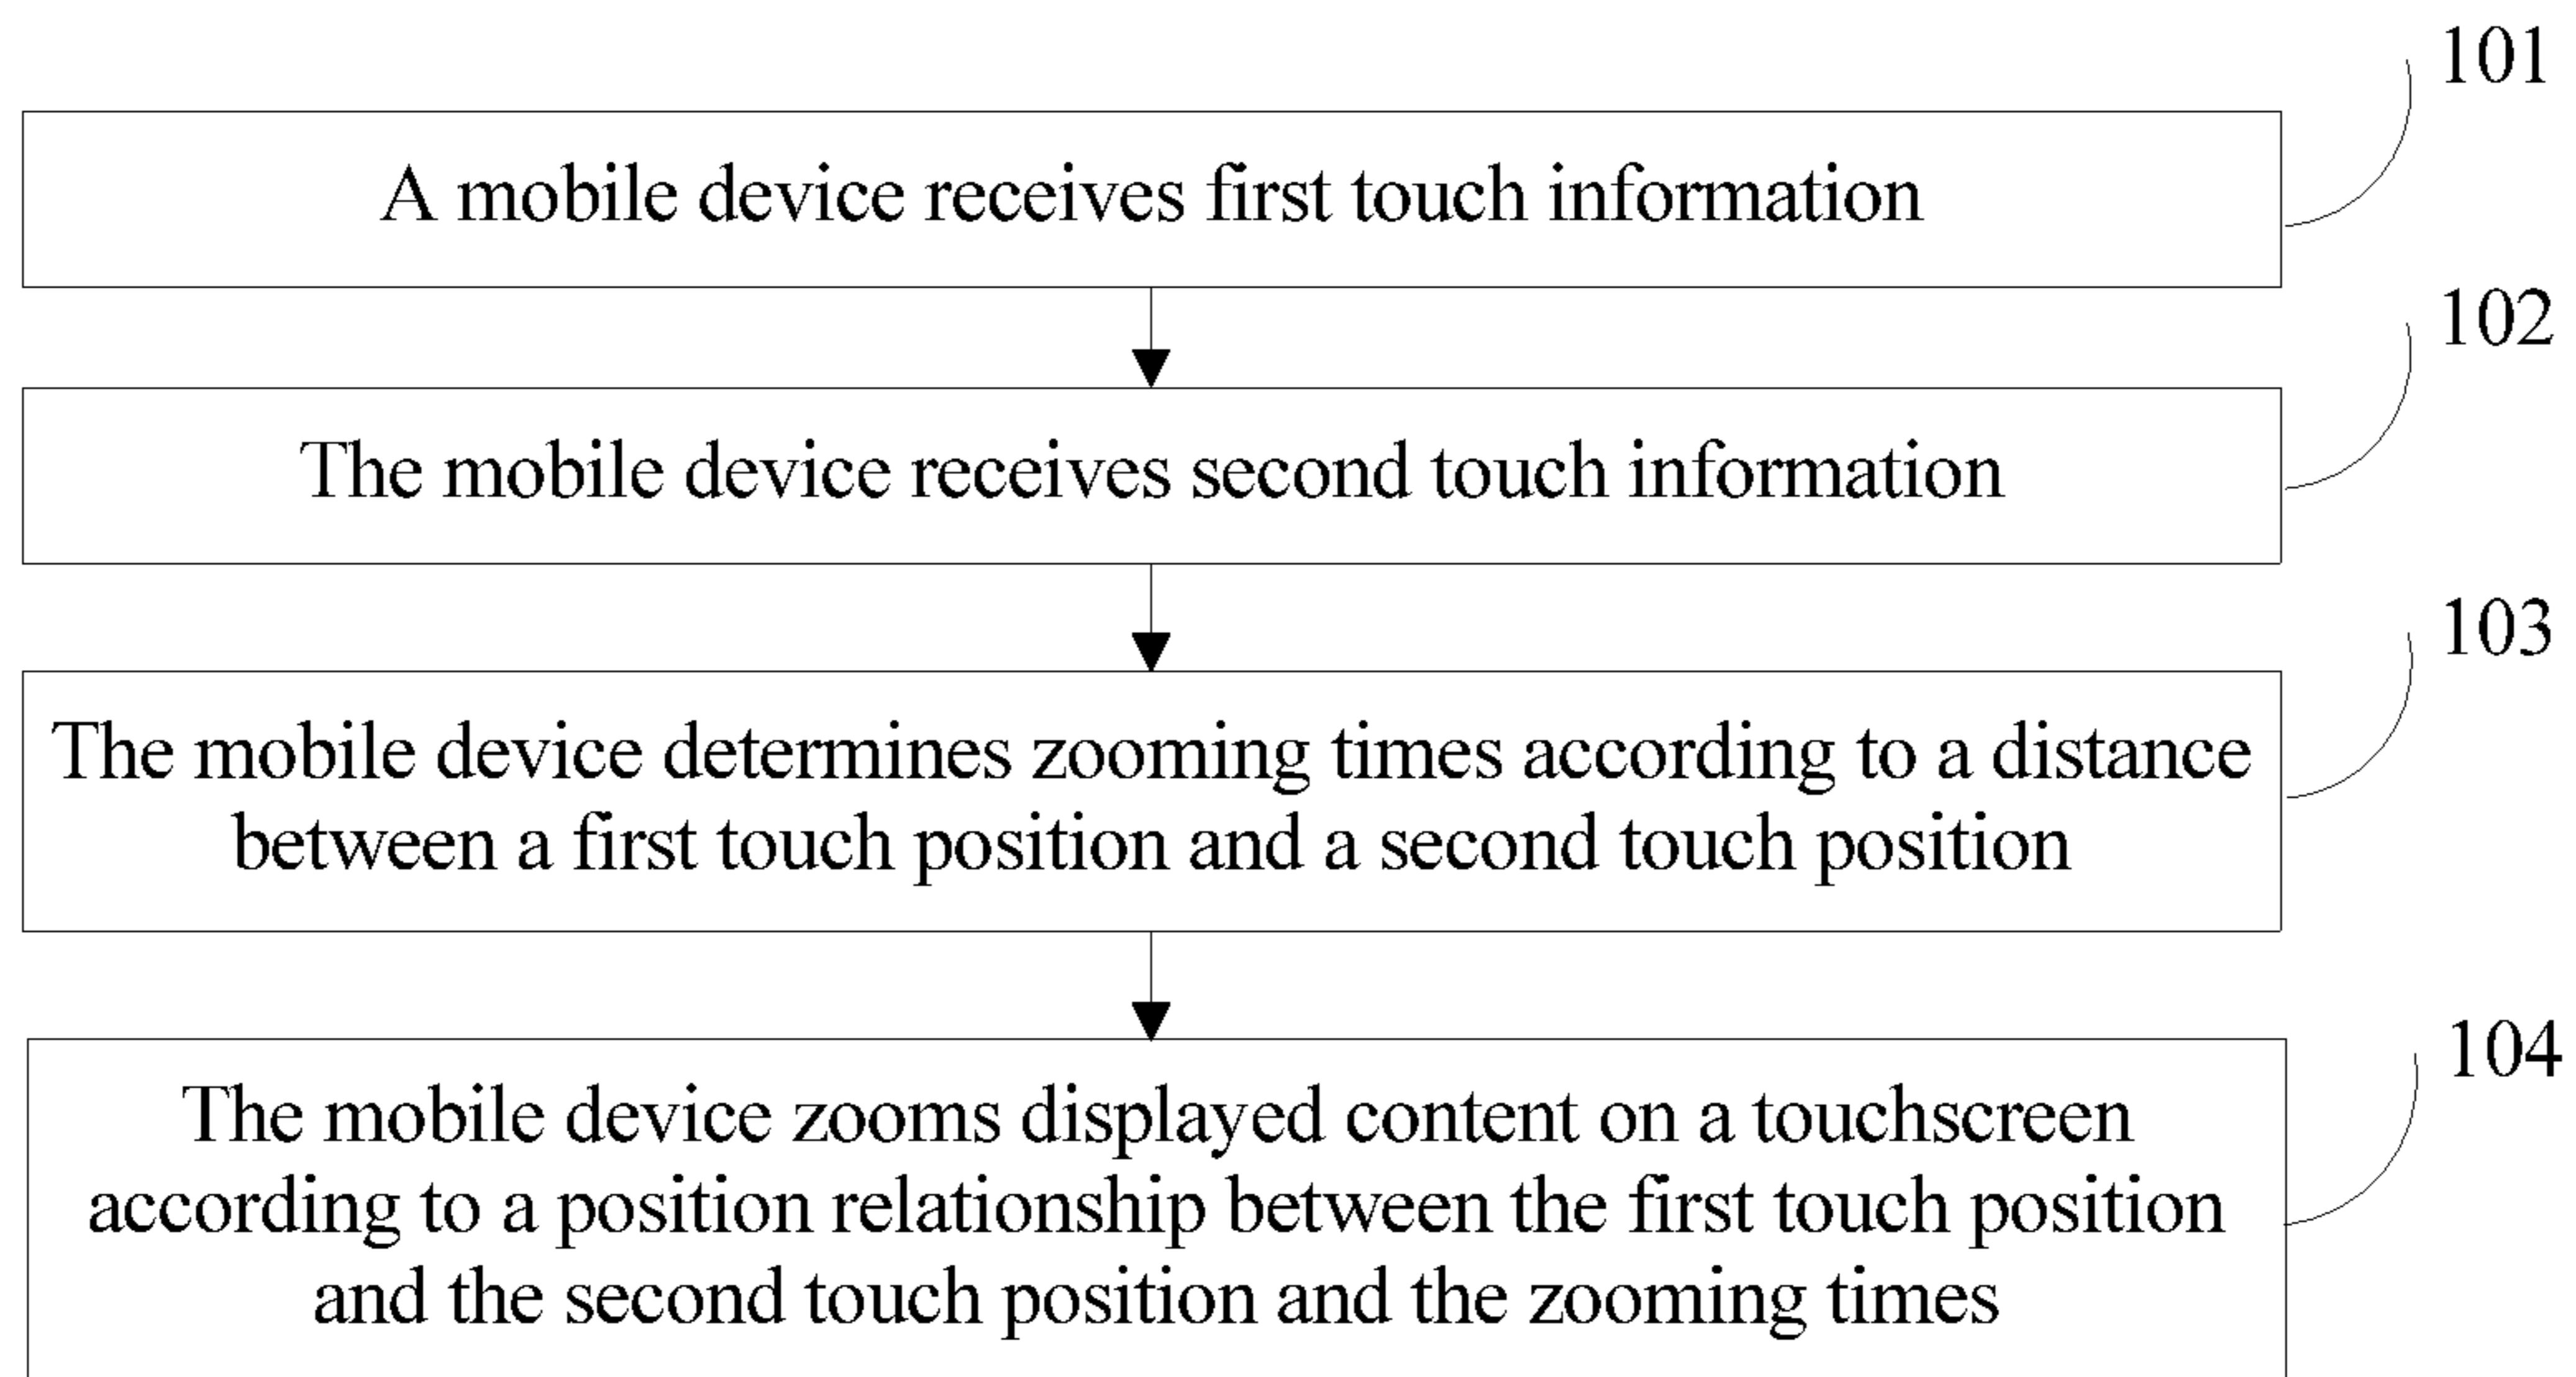 101
A mobile device receives first touch information
102
The mobile device receives second touch information
103
The mobile device determines zooming times according to a distance
between a first touch position and a second touch position
104
The mobile device zooms displayed content on a touchscreen
according to a position relationship between the first touch position
and the second touch position and the zooming times